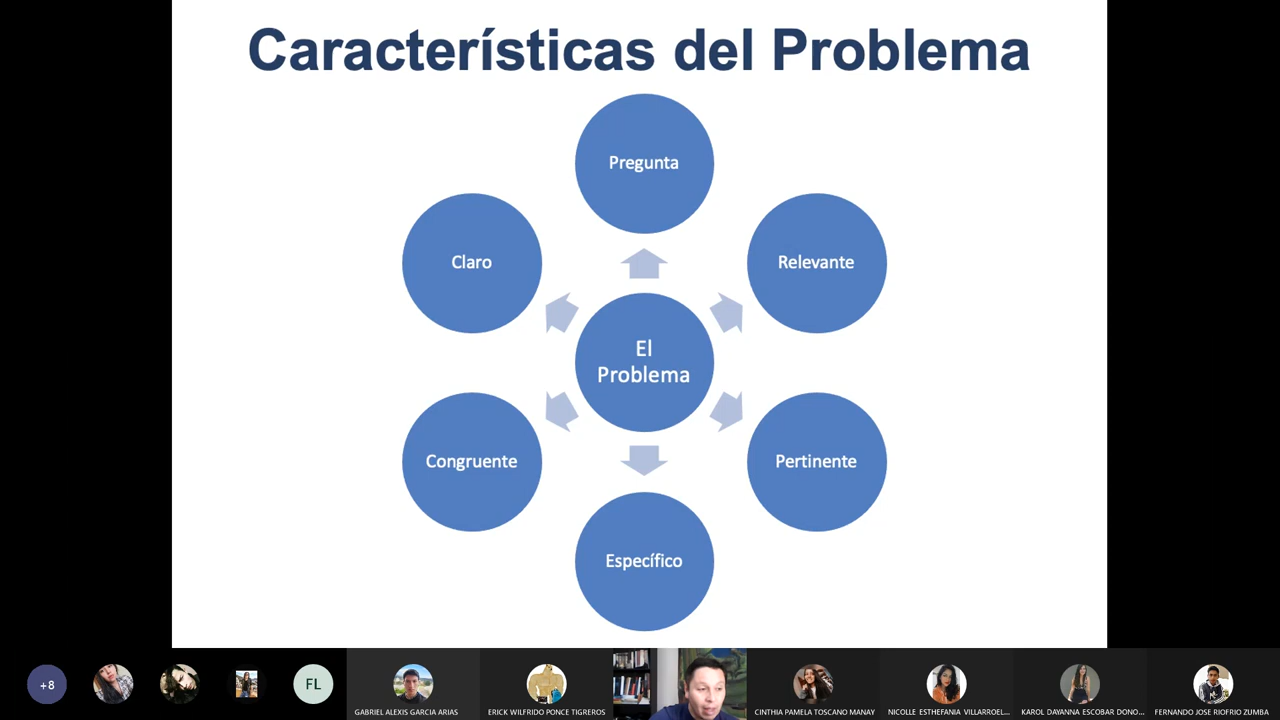 Características del Problema
Pregunta
Relevante
Pertinente
Específico
Congruente
Claro
El
Problema
+8
FL
GABRIEL ALEXIS GARCIA ARIAS
ERICK WILFRIDO PONCE TIGREROS
CINTHIA PAMELA TOSCANO MANAY
NICOLLE ESTHEFANIA VILLARROEL...
KAROL DAYANNA ESCOBAR DONO...
FERNANDO JOSE RIOFRIO ZUMBA